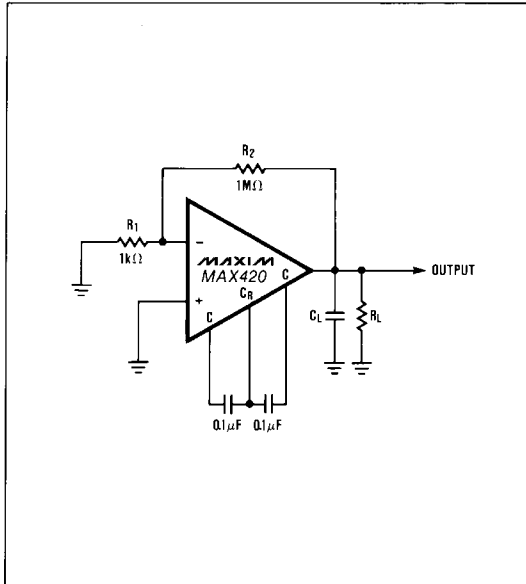 R2
1MΩ
R1
1kΩ
−
MAXIM
MAX420
+
C
CR
C
OUTPUT
CL
RL
0.1µF
0.1µF